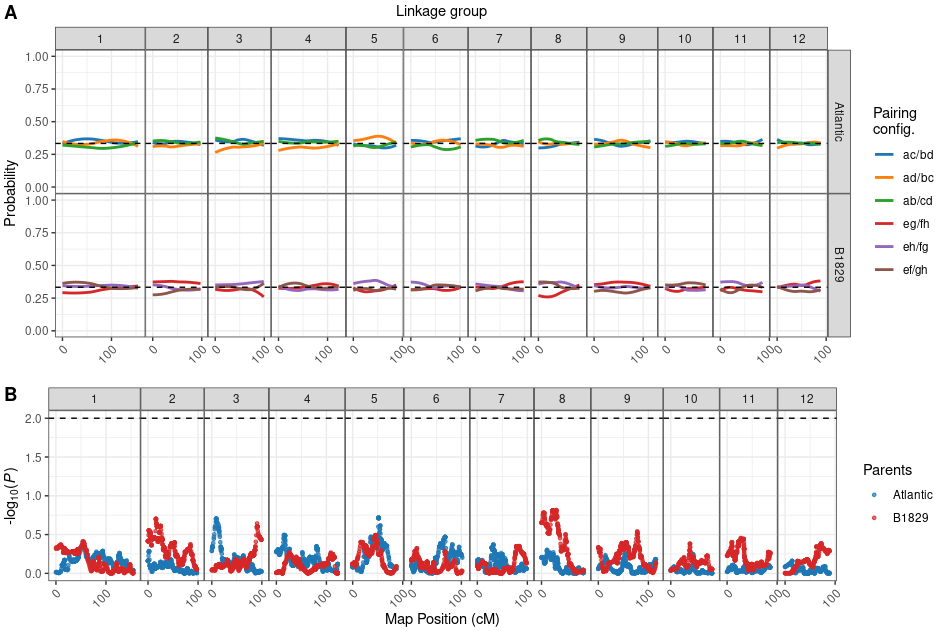 A
Linkage group
1 2 3 4 5 6 7 8 9 10 11 12
1.00
0.75
0.50
0.25
0.00
Atlantic
Probability
1.00
0.75
0.50
0.25
0.00
B1829
0 100 0 100 0 100 0 100 0 100 0 100 0 100 0 100 0 100 0 100 0 100 0 100
Pairing
config.
ac/bd
ad/bc
ab/cd
eg/fh
eh/fg
ef/gh
B
1 2 3 4 5 6 7 8 9 10 11 12
2.0
1.5
1.0
0.5
0.0
-log10(P)
0 100 0 100 0 100 0 100 0 100 0 100 0 100 0 100 0 100 0 100 0 100 0 100
Map Position (cM)
Parents
Atlantic
B1829